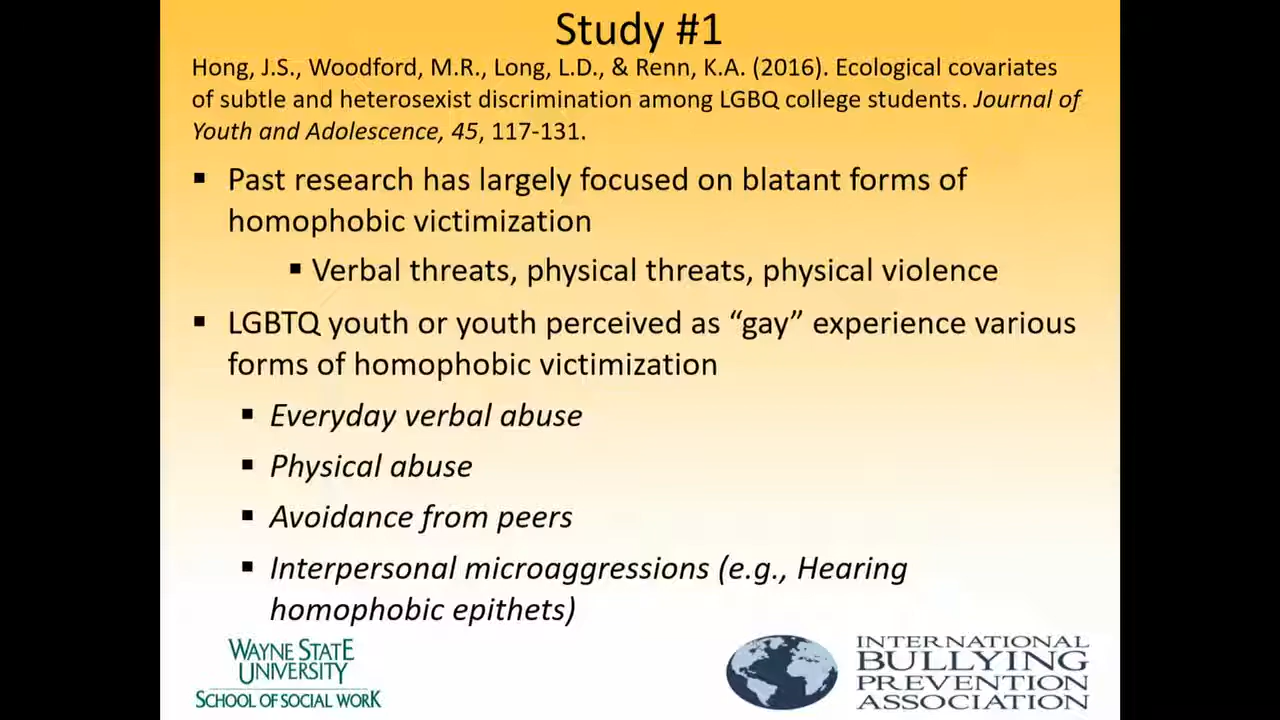 Study #1
Hong, J.S., Woodford, M.R., Long, L.D., & Renn, K.A. (2016). Ecological covariates
of subtle and heterosexist discrimination among LGBQ college students. Journal of
Youth and Adolescence, 45, 117-131.
▪ Past research has largely focused on blatant forms of
homophobic victimization
▪ Verbal threats, physical threats, physical violence
▪ LGBTQ youth or youth perceived as “gay” experience various
forms of homophobic victimization
▪ Everyday verbal abuse
▪ Physical abuse
▪ Avoidance from peers
▪ Interpersonal microaggressions (e.g., Hearing
homophobic epithets)
WAYNE STATE
UNIVERSITY
SCHOOL OF SOCIAL WORK
INTERNATIONAL
BULLYING
PREVENTION
ASSOCIATION